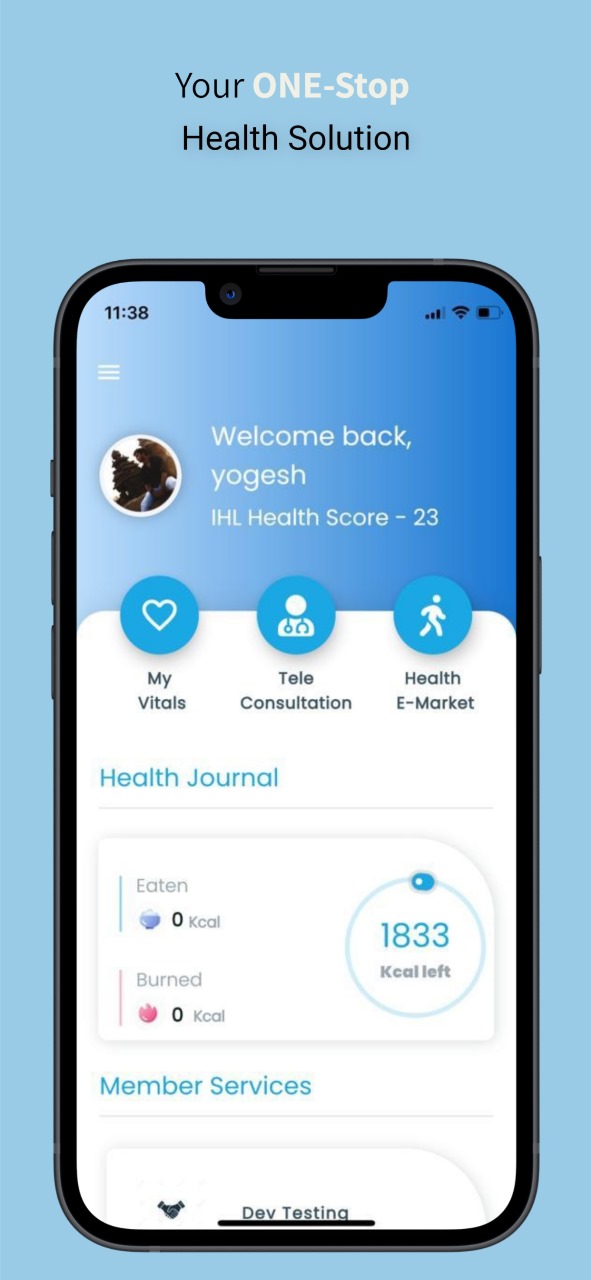 Your ONE-Stop
Health Solution
11:38
Welcome back,
yogesh
IHL Health Score - 23
My
Vitals
Tele
Consultation
Health
E-Market
Health Journal
Eaten
0 Kcal
1833
Kcal left
Burned
0 Kcal
Member Services
Dev Testing